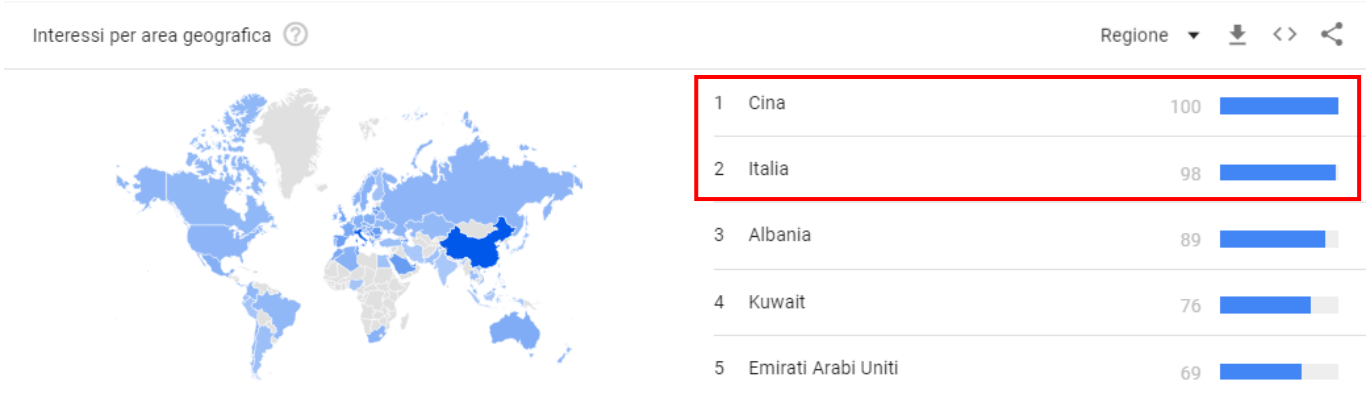 Interessi per area geografica ?
Regione
1 Cina 100
2 Italia 98
3 Albania 89
4 Kuwait 76
5 Emirati Arabi Uniti 69